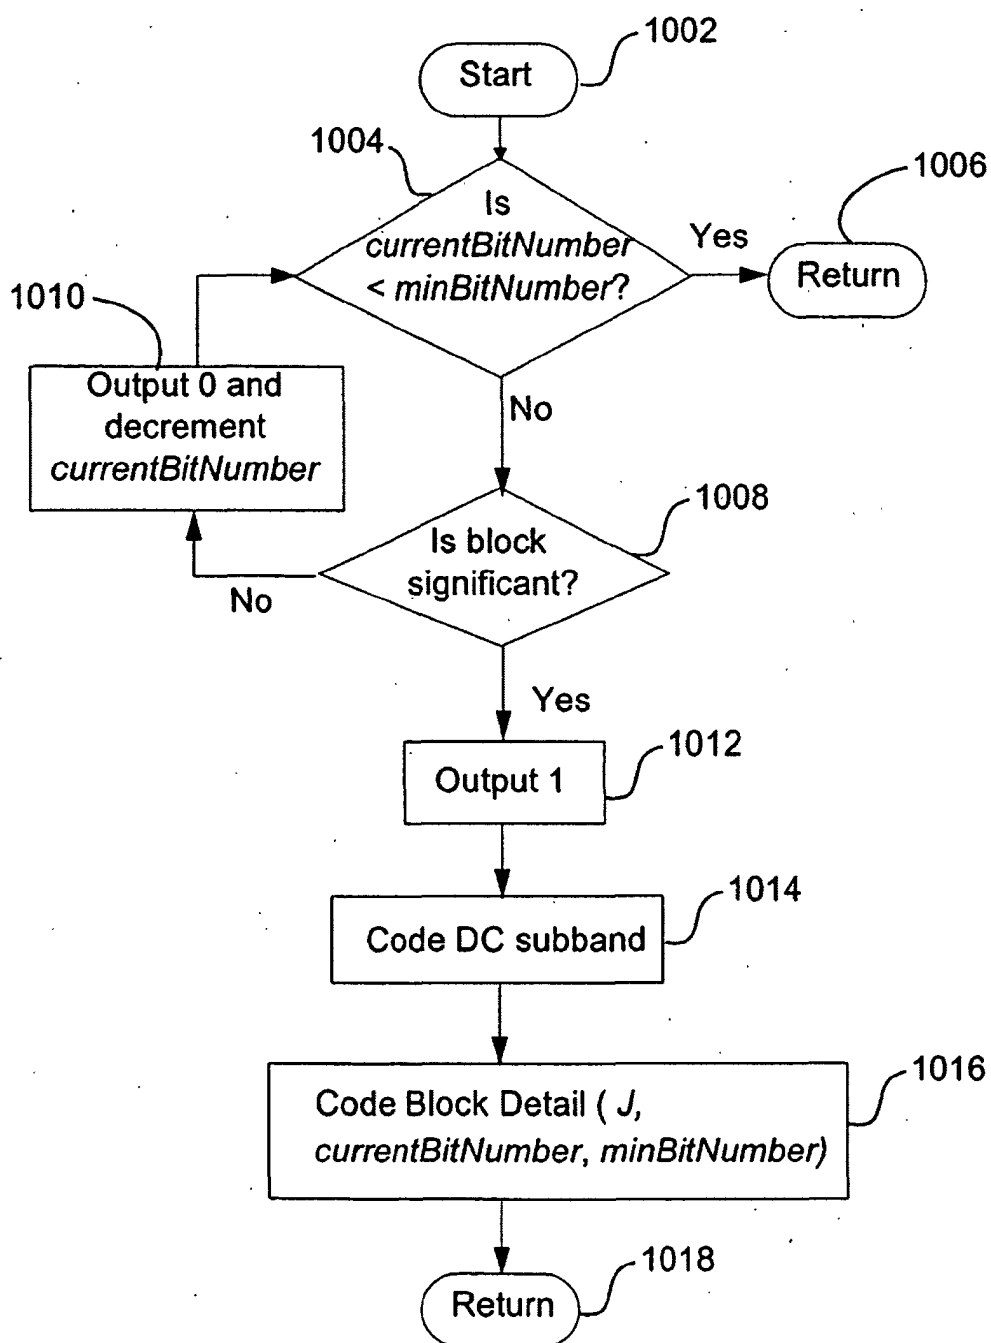 1002
Start
1004
Is
currentBitNumber
< minBitNumber?
Yes
1006
Return
1010
Output 0 and
decrement
currentBitNumber
No
1008
Is block
significant?
No
Yes
1012
Output 1
1014
Code DC subband
1016
Code Block Detail ( J,
currentBitNumber, minBitNumber)
1018
Return